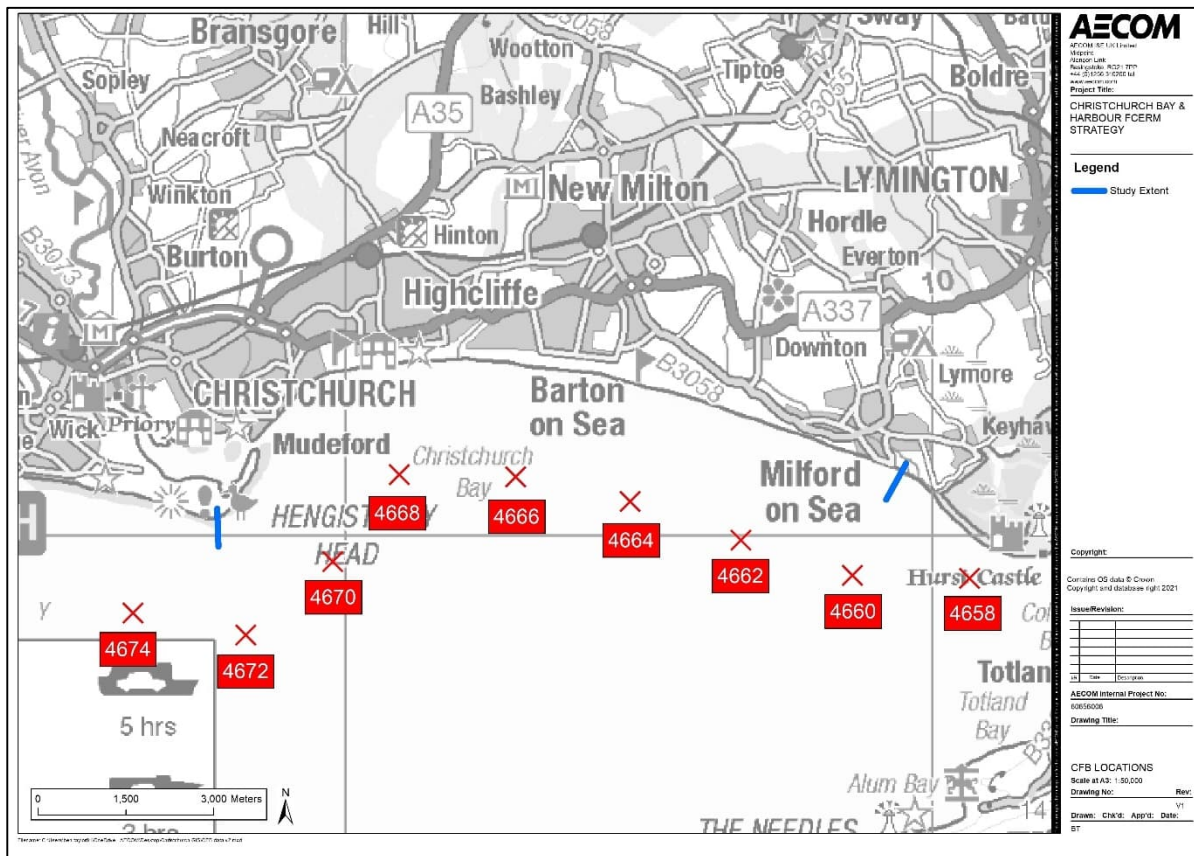 Bransgore
Hill
Wootton
Sway
Sopley
Tiptoe
B3055
Boldre
Bashley
A35
Neacroft
Winkton
New Milton
LYMINGTON
Hordle
Hinton
Burton
B3073
Everton
10
Highcliffe
A337
Downton
B3058
Lymore
CHRISTCHURCH
Barton
on Sea
Wick
Priory
Mudeford
Christchurch
Bay
Milford
on Sea
HENGISTBURY
HEAD
4668
4666
4664
4662
4670
4660
4658
4674
4672
Hurst Castle
y
5 hrs
Totland
Bay
Alum Bay
THE NEEDLES
14
3 hrs
0 1,500 3,000 Meters
N
AECOM
Project Title:
CHRISTCHURCH BAY &
HARBOUR FCERM
STRATEGY
Legend
Study Extent
Copyright:
Contains OS data © Crown
Copyright and database right 2021
Issue/Revision:
AECOM Internal Project No:
Drawing Title:
CFB LOCATIONS
Scale at A3: 1:50,000
Drawing No: Rev:
V1
Drawn: Chk'd: App'd: Date:
BT